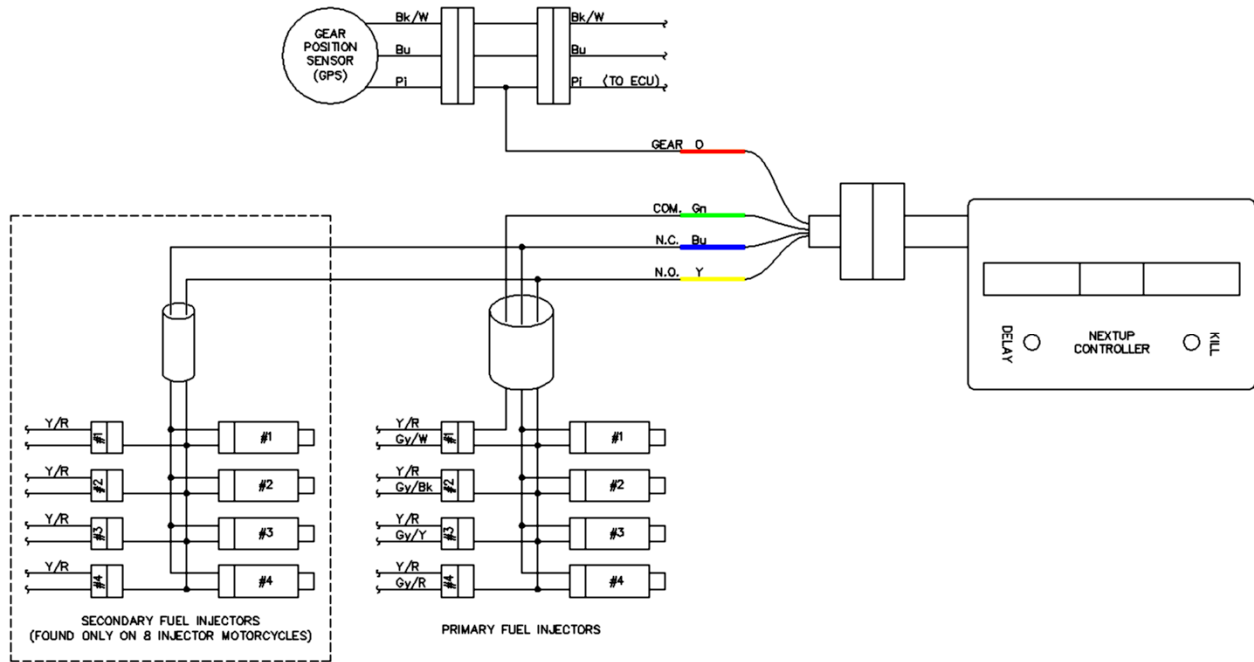 GEAR
POSITION
SENSOR
(GPS)
Bk/W
Bk/W
Bu
Bu
Pi
Pi (TO ECU)
GEAR O
COM. Gn
N.C. Bu
N.O. Y
DELAY
NEXTUP
CONTROLLER
KILL
Y/R
#1
#1
Y/R
#2
#2
Y/R
#3
#3
Y/R
#4
#4
SECONDARY FUEL INJECTORS
(FOUND ONLY ON 8 INJECTOR MOTORCYCLES)
Y/R
Gy/W
#1
#1
Y/R
Gy/Bk
#2
#2
Y/R
Gy/Y
#3
#3
Y/R
Gy/R
#4
#4
PRIMARY FUEL INJECTORS